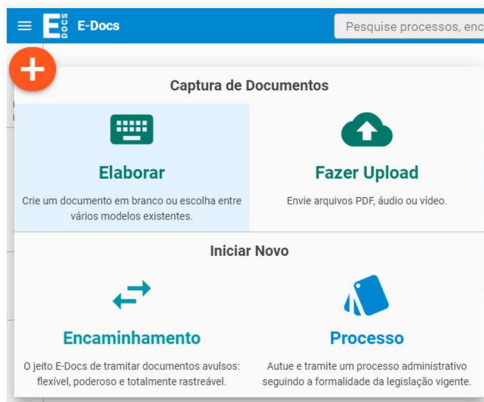 E DOCS E-Docs Pesquise processos, enc
Captura de Documentos
Elaborar
Crie um documento em branco ou escolha entre
vários modelos existentes.
Fazer Upload
Envie arquivos PDF, áudio ou vídeo.
Iniciar Novo
Encaminhamento
O jeito E-Docs de tramitar documentos avulsos:
flexível, poderoso e totalmente rastreável.
Processo
Autue e tramite um processo administrativo
seguindo a formalidade da legislação vigente.